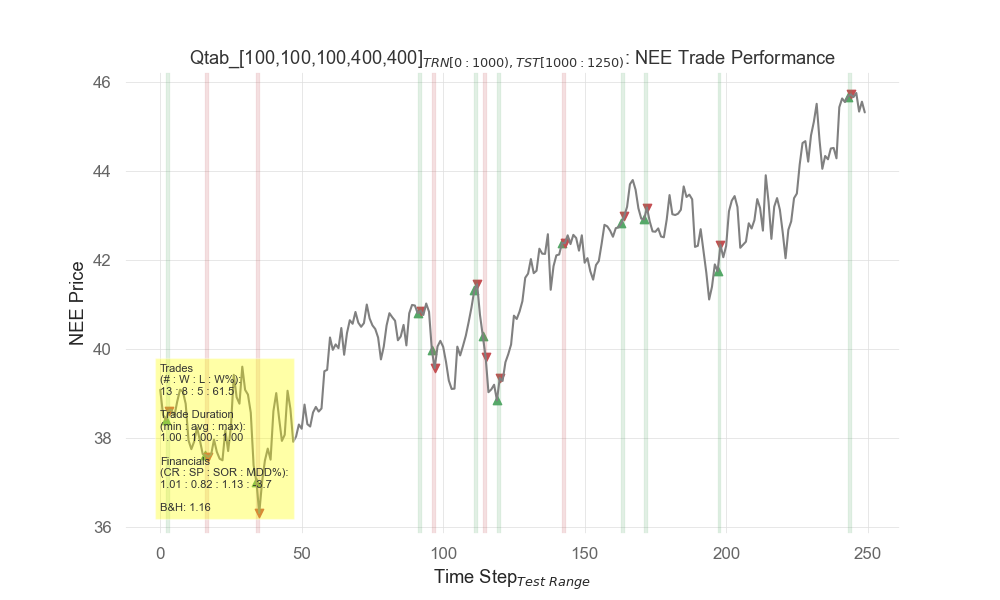 Qtab_[100,100,100,400,400]TRN[0 : 1000), TST[1000 : 1250): NEE Trade Performance
46
44
42
40
38
36
NEE Price
Trades
(# : W : L : W%):
13 : 8 : 5 : 61.5
Trade Duration
(min : avg : max):
1.00 : 1.00 : 1.00
Financials
(CR : SP : SOR : MDD%):
1.01 : 0.82 : 1.13 : -3.7
B&H: 1.16
0 50 100 150 200 250
Time StepTest Range